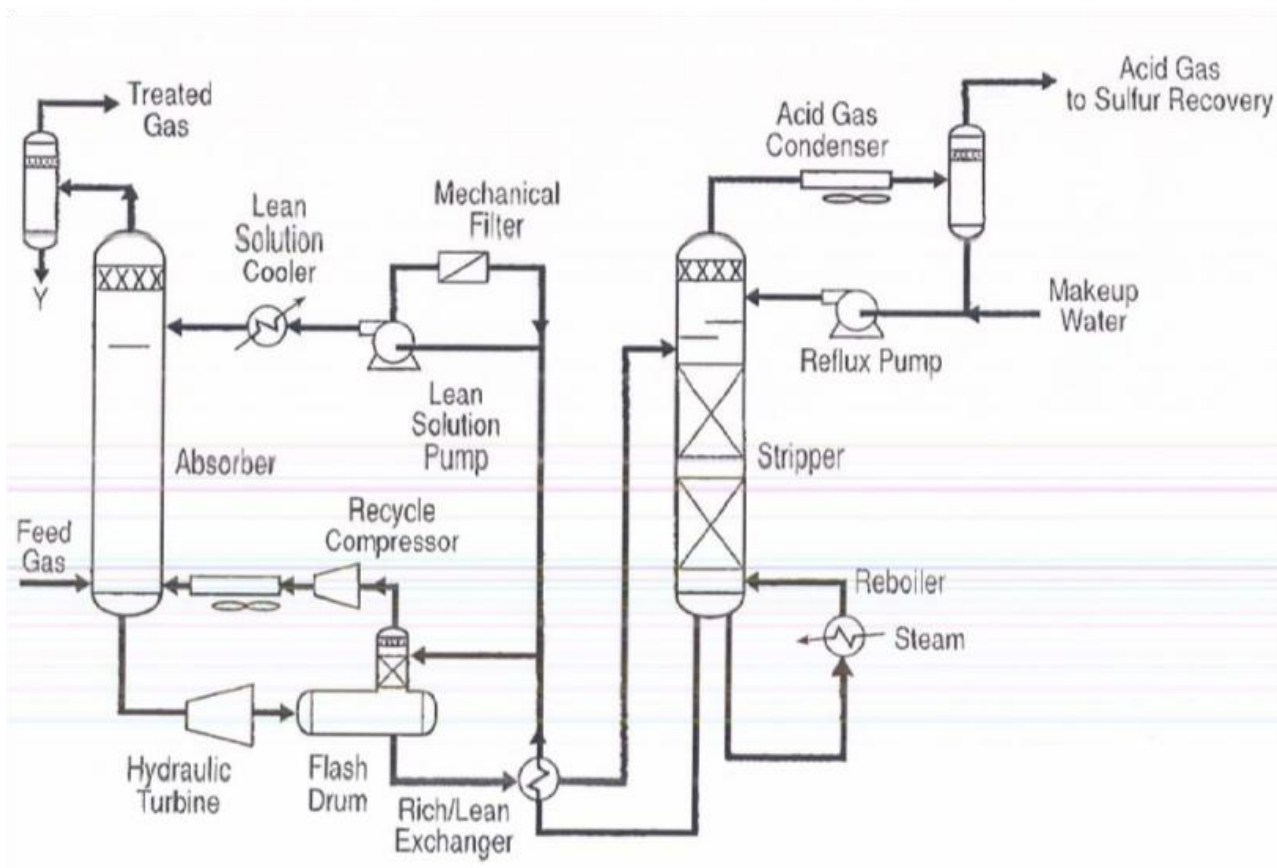 Treated
Gas
Acid Gas
to Sulfur Recovery
Acid Gas
Condenser
Mechanical
Filter
Lean
Solution
Cooler
Y
Makeup
Water
Reflux Pump
Lean
Solution
Pump
Absorber
Stripper
Feed
Gas
Recycle
Compressor
Reboiler
Steam
Hydraulic
Turbine
Flash
Drum
Rich/Lean
Exchanger